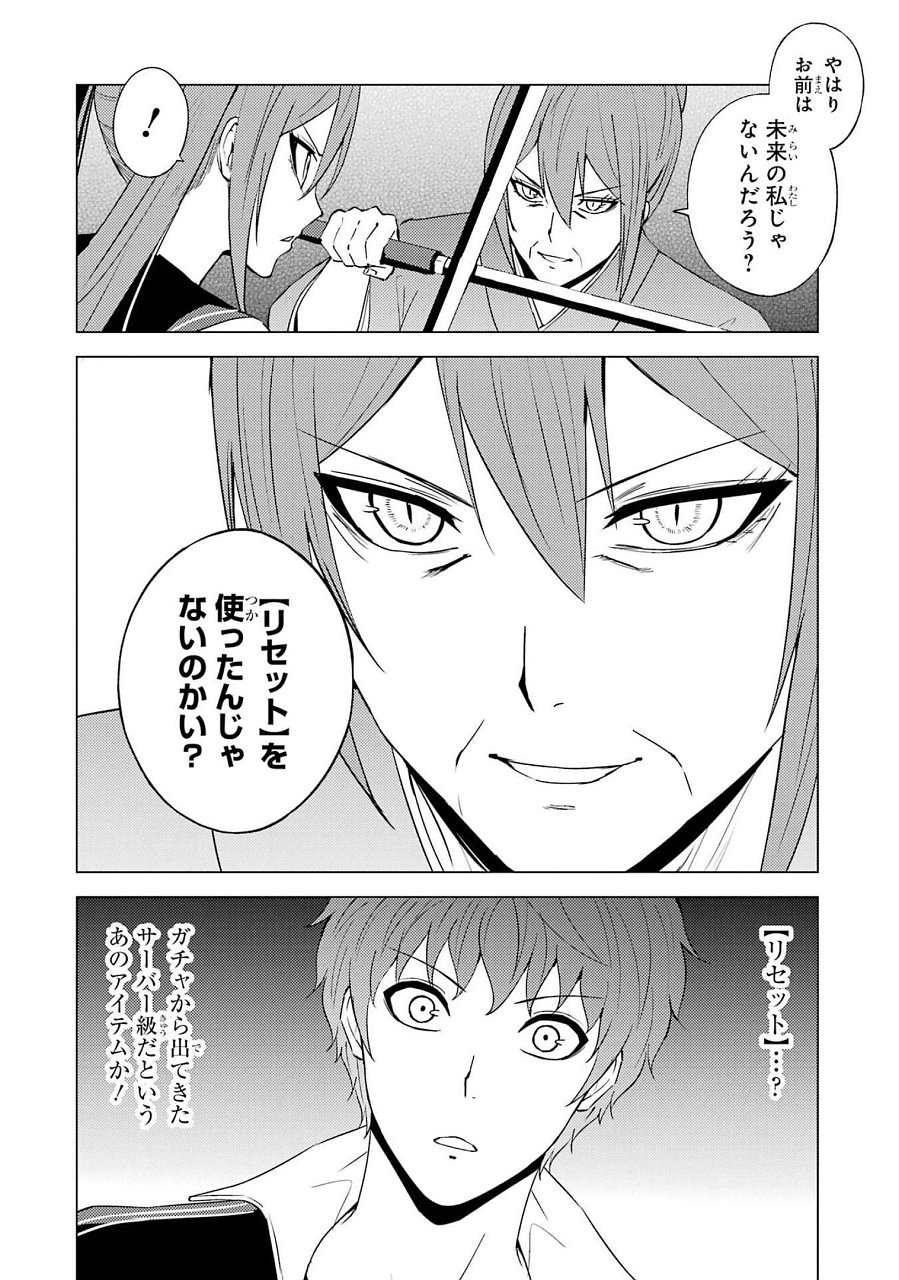 やはり
お前は
未来の私じゃ
ないんだろう？
！
【リセット】を
使ったんじゃ
ないのかい？
【リセット】…？
ガチャから出てきた
サーバー級だという
あのアイテムか！